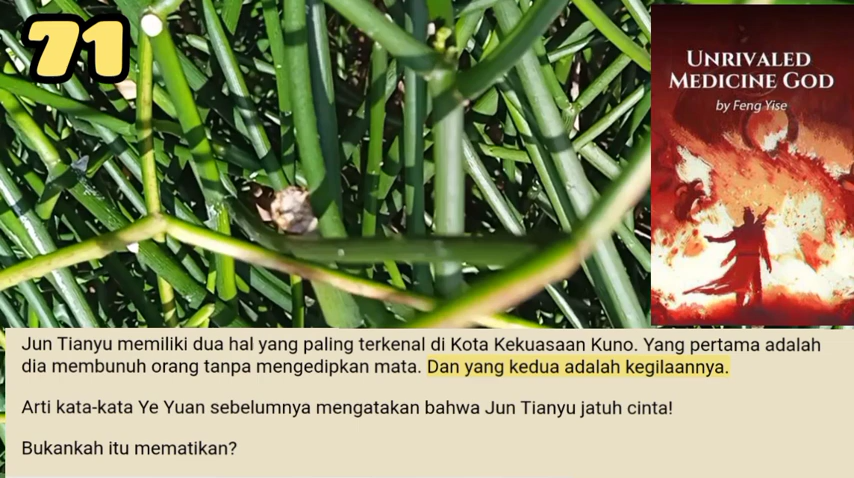 71
UNRIVALED
MEDICINE GOD
by Feng Yise
Jun Tianyu memiliki dua hal yang paling terkenal di Kota Kekuasaan Kuno. Yang pertama adalah
dia membunuh orang tanpa mengedipkan mata. Dan yang kedua adalah kegilaannya.
Arti kata-kata Ye Yuan sebelumnya mengatakan bahwa Jun Tianyu jatuh cinta!
Bukankah itu mematikan?